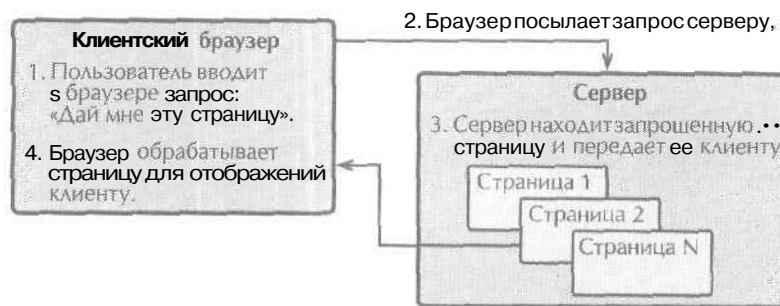 2. Браузер посылает запрос серверу,
Клиентский браузер
1. Пользователь вводит
s браузере запрос:
«Дай мне эту страницу».
4. Браузер обрабатывает
страницу для отображений
клиенту.
Сервер
3. Сервер находит запрошенную .••
страницу и передает ее клиенту
Страница 1
Страница 2
Страница N